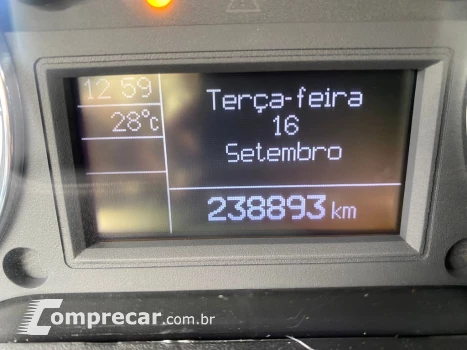 12 59
28°c
Terça-feira
16
Setembro
238893 km
Comprecar.com.br